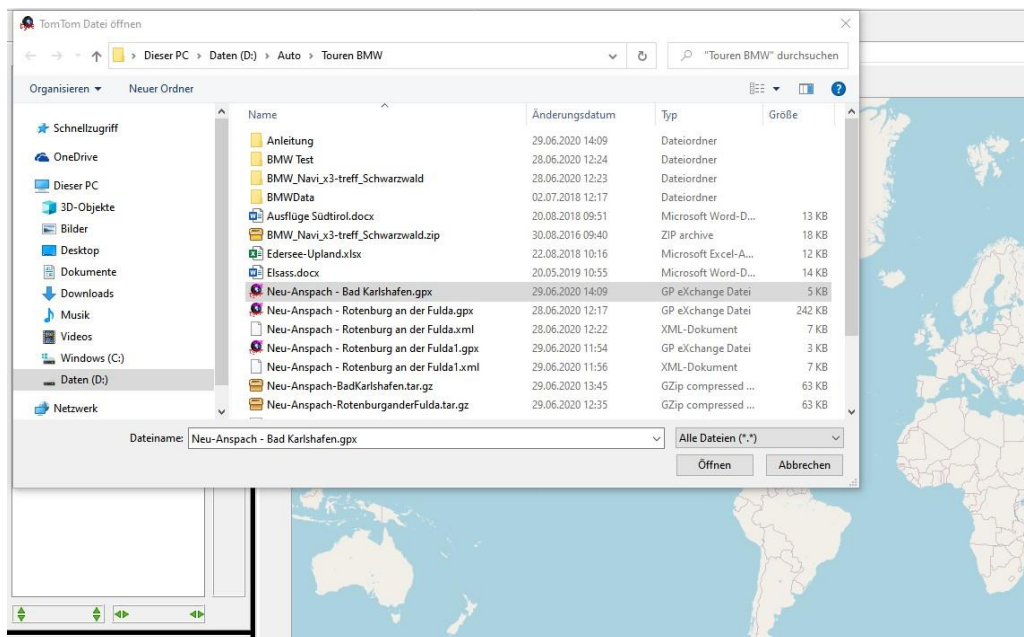 TomTom Datei öffnen
Dieser PC > Daten (D:) > Auto > Touren BMW
"Touren BMW" durchsuchen
Organisieren
Neuer Ordner
Name Änderungsdatum Typ Größe
Schnellzugriff
OneDrive
Dieser PC
3D-Objekte
Bilder
Desktop
Dokumente
Downloads
Musik
Videos
Windows (C:)
Daten (D:)
Netzwerk
Anleitung 29.06.2020 14:09 Dateiordner
BMW Test 28.06.2020 12:24 Dateiordner
BMW_Navi_x3-treff_Schwarzwald 28.06.2020 12:23 Dateiordner
BMWData 02.07.2018 12:17 Dateiordner
Ausflüge Südtirol.docx 20.08.2018 09:51 Microsoft Word-D... 13 KB
BMW_Navi_x3-treff_Schwarzwald.zip 30.08.2016 09:40 ZIP archive 18 KB
Edersee-Upland.xlsx 22.08.2018 10:16 Microsoft Excel-A... 12 KB
Elsass.docx 20.05.2019 10:55 Microsoft Word-D... 14 KB
Neu-Anspach - Bad Karlshafen.gpx 29.06.2020 14:09 GP eXchange Datei 5 KB
Neu-Anspach - Rotenburg an der Fulda.gpx 28.06.2020 12:17 GP eXchange Datei 242 KB
Neu-Anspach - Rotenburg an der Fulda.xml 28.06.2020 12:22 XML-Dokument 7 KB
Neu-Anspach - Rotenburg an der Fulda1.gpx 29.06.2020 11:54 GP eXchange Datei 3 KB
Neu-Anspach - Rotenburg an der Fulda1.xml 29.06.2020 11:56 XML-Dokument 7 KB
Neu-Anspach-BadKarlshafen.tar.gz 29.06.2020 13:45 GZip compressed ... 63 KB
Neu-Anspach-RotenburganderFulda.tar.gz 29.06.2020 12:35 GZip compressed ... 63 KB
Dateiname: Neu-Anspach - Bad Karlshafen.gpx
Alle Dateien (*.*)
Öffnen
Abbrechen